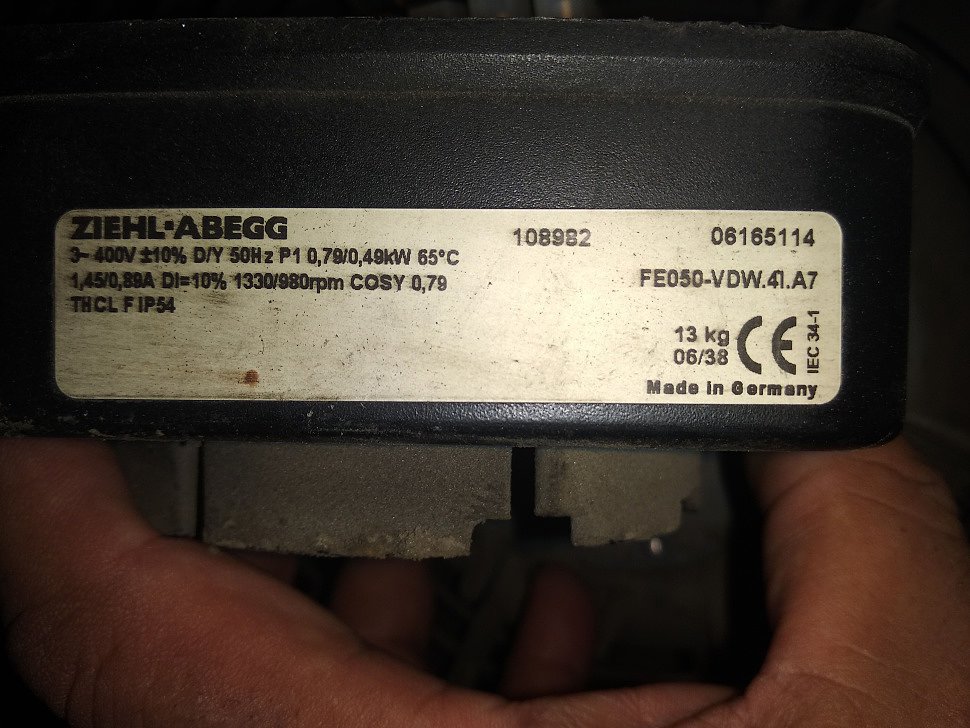 ZIEHL-ABEGG
108982 06165114
3~ 400V ±10% D/Y 50Hz P1 0,79/0,49kW 65°C
1,45/0,89A DI=10% 1330/980rpm COSY 0,79
FE050-VDW.4I.A7
THCL F IP54
13 kg
06/38
CE
IEC 34-1
Made in Germany